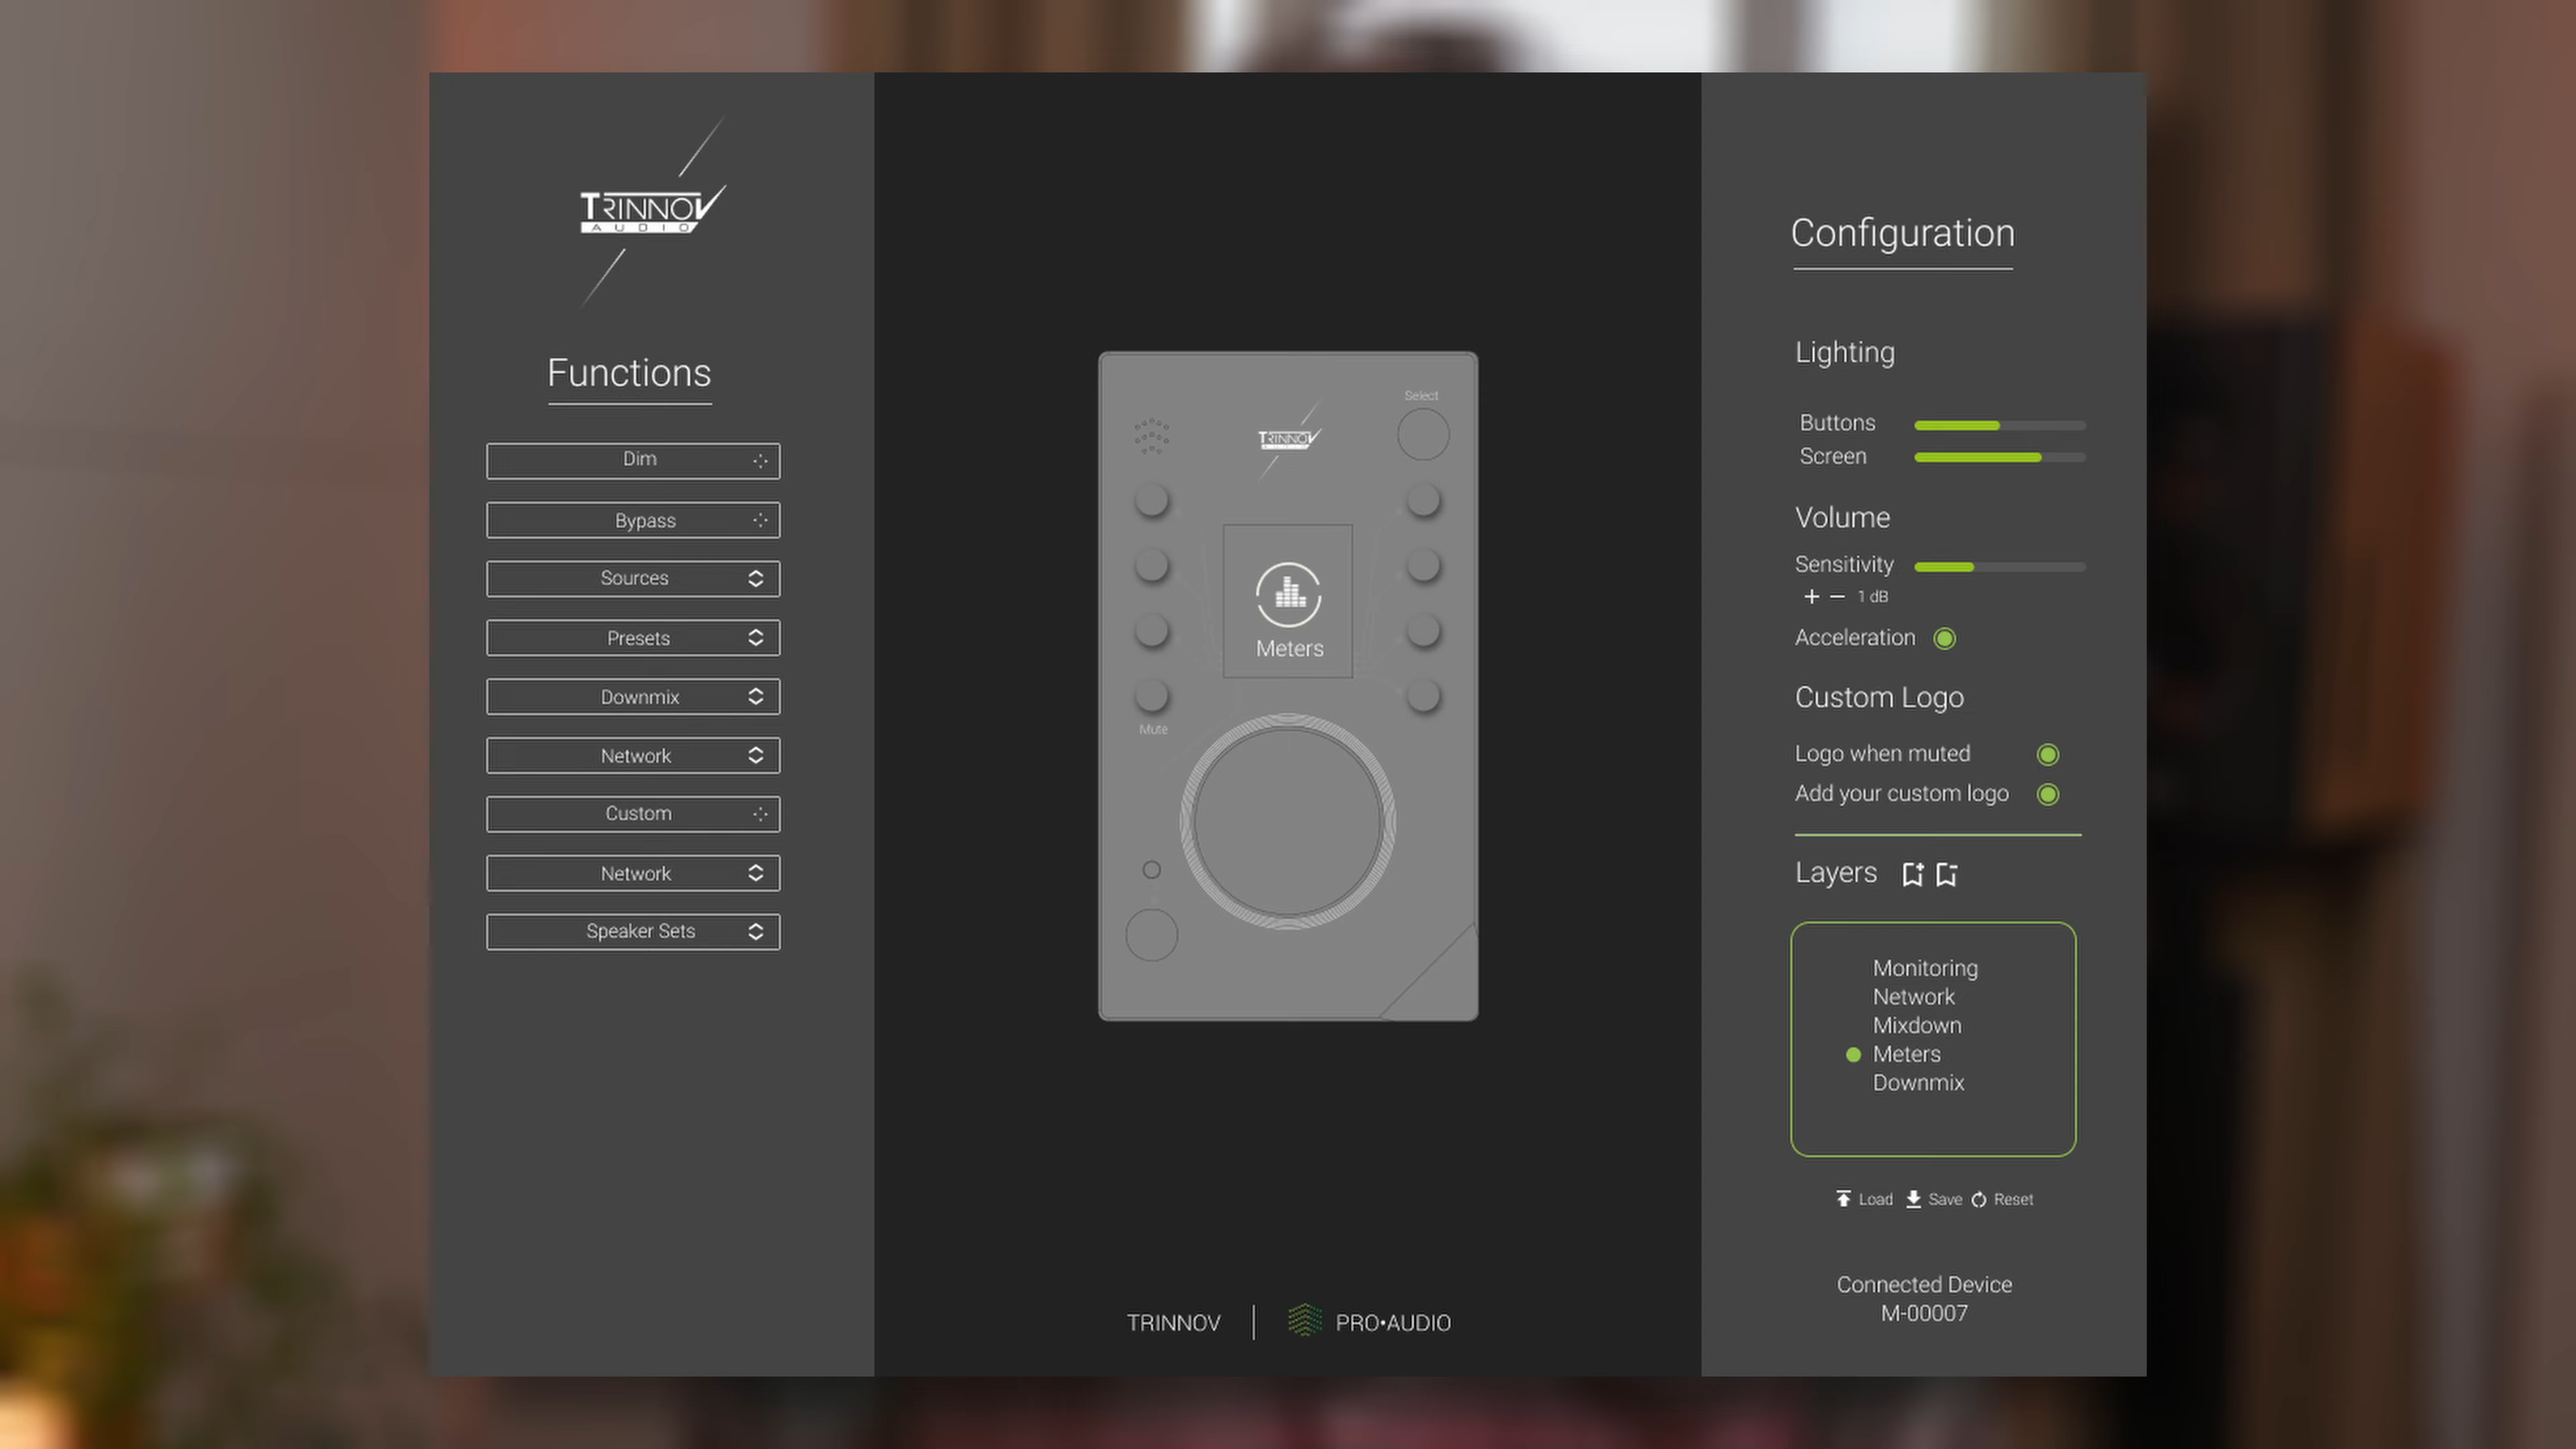 TRINNOV
AUDIO
Functions
Dim
Bypass
Sources
Presets
Downmix
Network
Custom
Network
Speaker Sets
Select
TRINNOV
Meters
Mute
TRINNOV | PRO•AUDIO
Configuration
Lighting
Buttons
Screen
Volume
Sensitivity
+ − 1 dB
Acceleration
Custom Logo
Logo when muted
Add your custom logo
Layers
Monitoring
Network
Mixdown
Meters
Downmix
Load Save Reset
Connected Device
M-00007